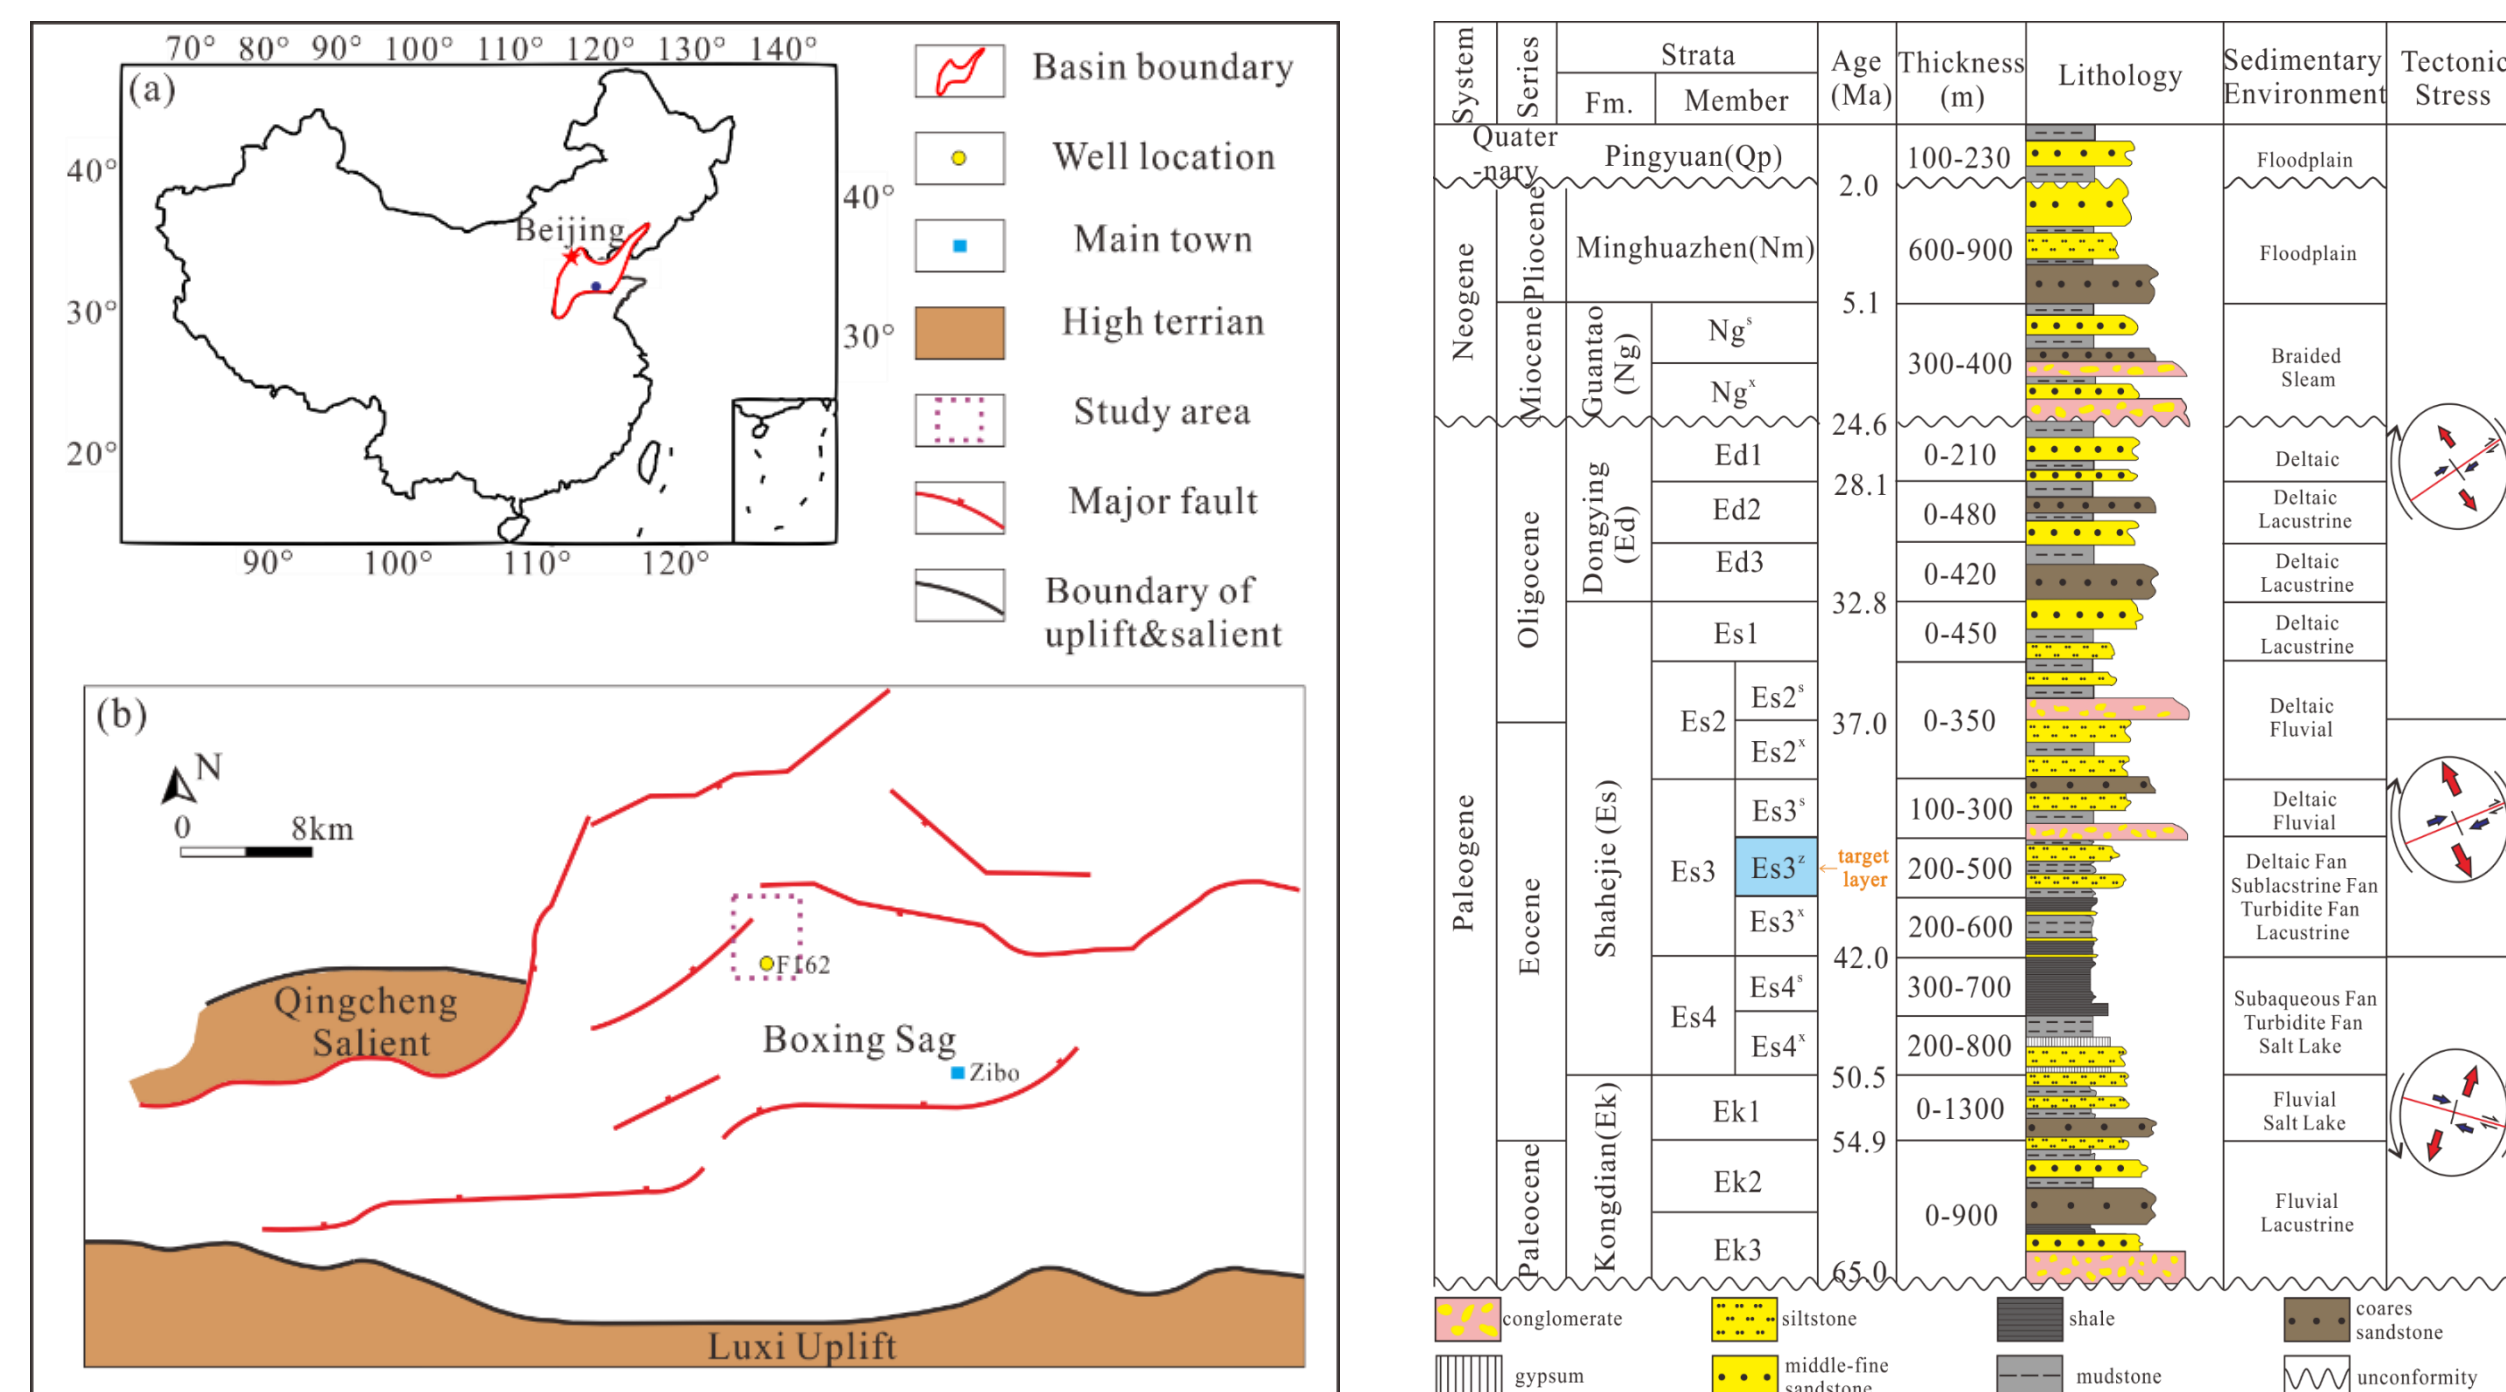 70° 80° 90° 100° 110° 120° 130° 140°
(a)
40°
30°
20°
40°
30°
Beijing
90° 100° 110° 120°
Basin boundary
Well location
Main town
High terrian
Study area
Major fault
Boundary of
uplift&salient
(b)
N
0 8km
F162
Qingcheng
Salient
Boxing Sag
Zibo
Luxi Uplift
System
Series
Strata
Fm.
Member
Age
(Ma)
Thickness
(m)
Lithology
Sedimentary
Environment
Tectonic
Stress
Quater
-nary
Pingyuan(Qp)
100-230
Floodplain
2.0
Neogene
Pliocene
Minghuazhen(Nm)
600-900
Floodplain
5.1
Miocene
Guantao
(Ng)
Ngˢ
Ngˣ
300-400
Braided
Sleam
24.6
Paleogene
Oligocene
Dongying
(Ed)
Ed1
0-210
Deltaic
28.1
Ed2
0-480
Deltaic
Lacustrine
Ed3
0-420
Deltaic
Lacustrine
32.8
Shahejie (Es)
Es1
0-450
Deltaic
Lacustrine
Es2
Es2ˢ
Es2ˣ
37.0
0-350
Deltaic
Fluvial
Eocene
Es3
Es3ˢ
100-300
Deltaic
Fluvial
Es3ᶻ
target
layer
200-500
Es3ˣ
200-600
Deltaic Fan
Sublacstrine Fan
Turbidite Fan
Lacustrine
42.0
Es4
Es4ˢ
300-700
Es4ˣ
200-800
Subaqueous Fan
Turbidite Fan
Salt Lake
50.5
Kongdian(Ek)
Ek1
0-1300
Fluvial
Salt Lake
54.9
Paleocene
Ek2
Ek3
0-900
Fluvial
Lacustrine
65.0
conglomerate
siltstone
shale
coares
sandstone
gypsum
middle-fine
sandstone
mudstone
unconformity